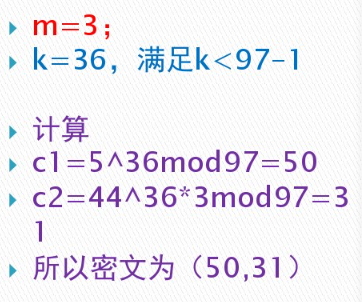 m=3；
k=36，满足k<97-1
计算
c1=5^36mod97=50
c2=44^36*3mod97=3
1
所以密文为（50,31）